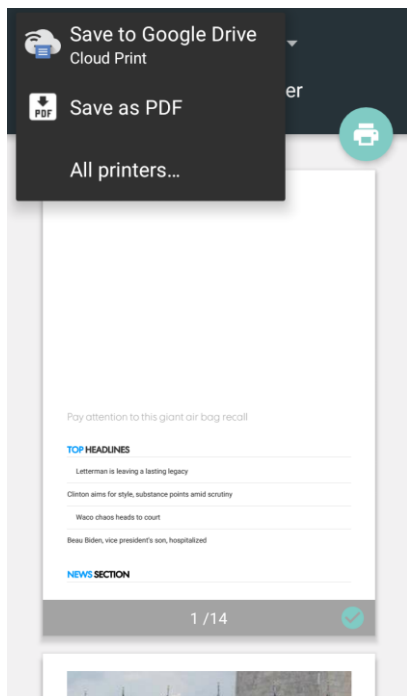 Save to Google Drive
Cloud Print
er
PDF
Save as PDF
All printers...
Pay attention to this giant air bag recall
TOP HEADLINES
Letterman is leaving a lasting legacy
Clinton aims for style, substance points amid scrutiny
Waco chaos heads to court
Beau Biden, vice president's son, hospitalized
NEWS SECTION
1 /14